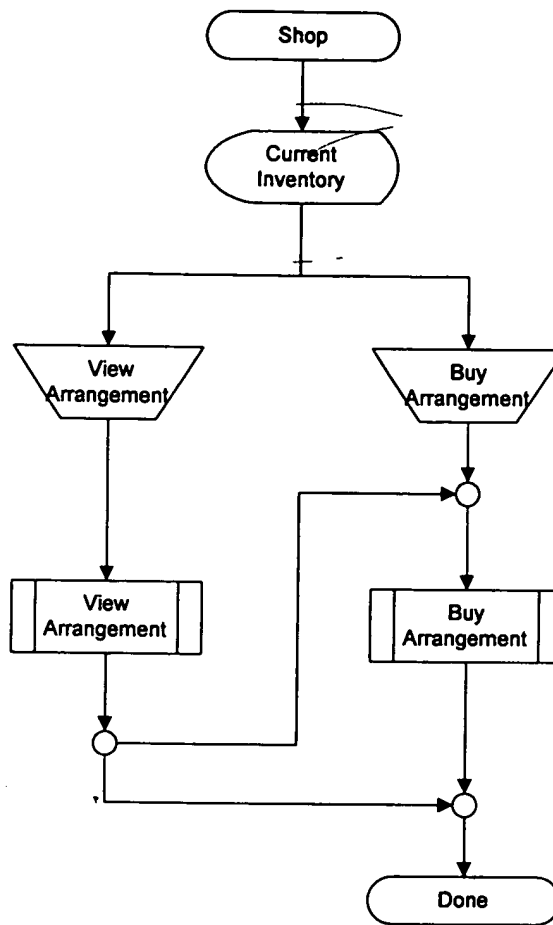 Shop
Current
Inventory
View
Arrangement
Buy
Arrangement
View
Arrangement
Buy
Arrangement
Done